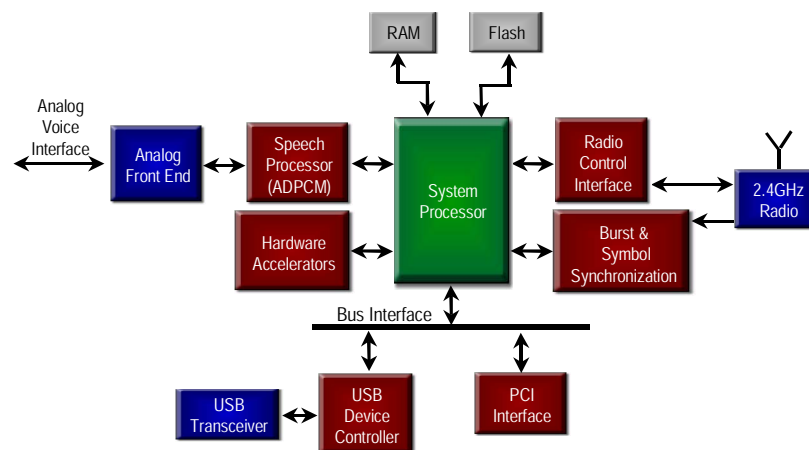 RAM
Flash
Analog
Voice
Interface
Analog
Front End
Speech
Processor
(ADPCM)
System
Processor
Radio
Control
Interface
2.4GHz
Radio
Hardware
Accelerators
Burst &
Symbol
Synchronization
Bus Interface
USB
Transceiver
USB
Device
Controller
PCI
Interface